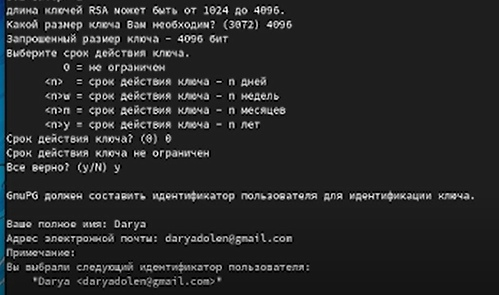 длина ключей RSA может быть от 1024 до 4096.
Какой размер ключа Вам необходим? (3072) 4096
Запрошенный размер ключа - 4096 бит
Выберите срок действия ключа.
0 = не ограничен
<n> = срок действия ключа - n дней
<n>w = срок действия ключа - n недель
<n>m = срок действия ключа - n месяцев
<n>y = срок действия ключа - n лет
Срок действия ключа? (0) 0
Срок действия ключа не ограничен
Все верно? (y/N) y
GnuPG должен составить идентификатор пользователя для идентификации ключа.
Ваше полное имя: Darya
Адрес электронной почты: daryadolen@gmail.com
Примечание:
Вы выбрали следующий идентификатор пользователя:
"Darya <daryadolen@gmail.com>"